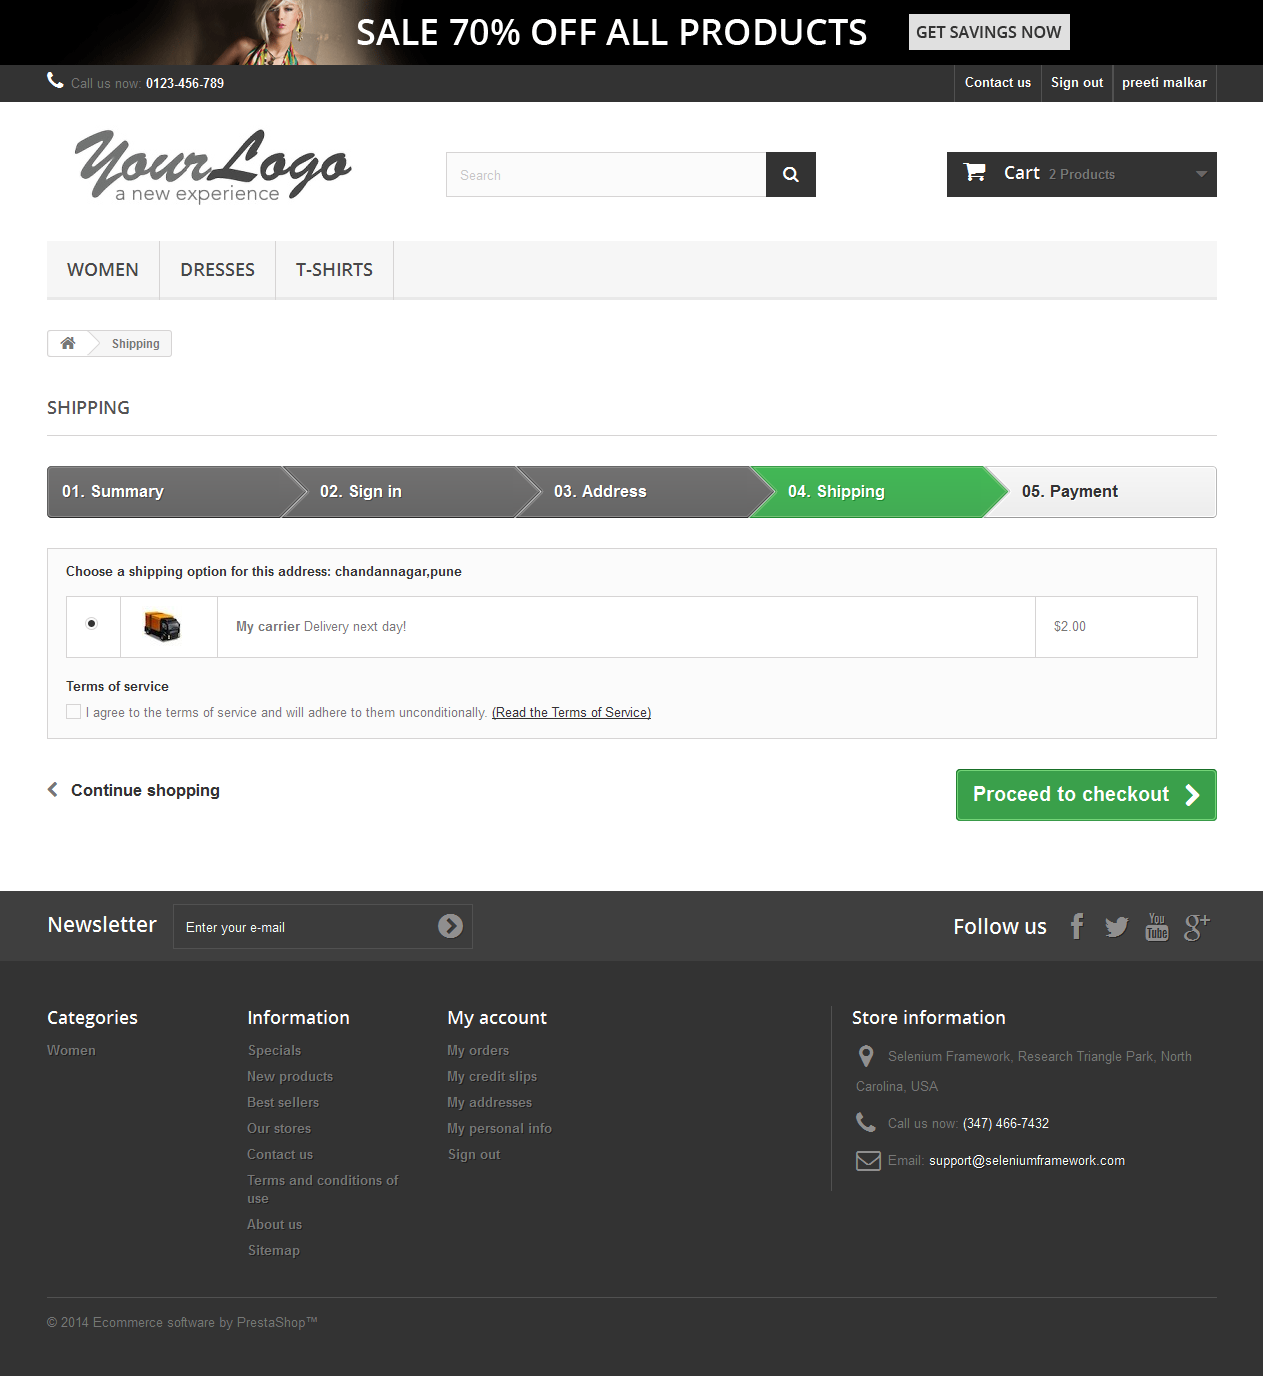 SALE 70% OFF ALL PRODUCTS
GET SAVINGS NOW
Call us now: 0123-456-789
Contact us
Sign out
preeti malkar
YourLogo
a new experience
Search
Cart 2 Products
WOMEN
DRESSES
T-SHIRTS
Shipping
SHIPPING
01. Summary
02. Sign in
03. Address
04. Shipping
05. Payment
Choose a shipping option for this address: chandannagar,pune
My carrier Delivery next day!
$2.00
Terms of service
I agree to the terms of service and will adhere to them unconditionally. (Read the Terms of Service)
Continue shopping
Proceed to checkout
Newsletter
Enter your e-mail
Follow us
You
Tube
g+
Categories
Women
Information
Specials
New products
Best sellers
Our stores
Contact us
Terms and conditions of
use
About us
Sitemap
My account
My orders
My credit slips
My addresses
My personal info
Sign out
Store information
Selenium Framework, Research Triangle Park, North
Carolina, USA
Call us now: (347) 466-7432
Email: support@seleniumframework.com
© 2014 Ecommerce software by PrestaShop™